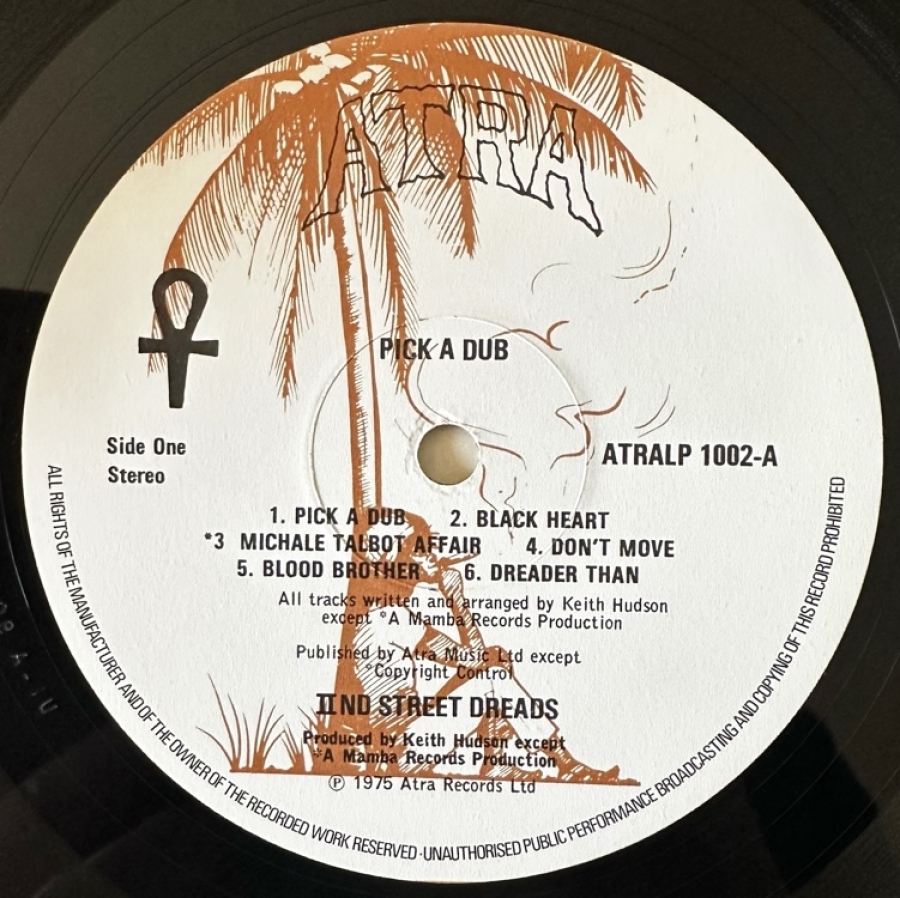 ATRA
PICK A DUB
Side One
Stereo
ATRALP 1002-A
1. PICK A DUB 2. BLACK HEART
*3 MICHALE TALBOT AFFAIR 4. DON'T MOVE
5. BLOOD BROTHER 6. DREADER THAN
All tracks written and arranged by Keith Hudson
except *A Mamba Records Production
Published by Atra Music Ltd except
*Copyright Control
IIND STREET DREADS
Produced by Keith Hudson except
*A Mamba Records Production
℗ 1975 Atra Records Ltd
ALL RIGHTS OF THE MANUFACTURER AND OF THE OWNER OF THE RECORDED WORK RESERVED · UNAUTHORISED PUBLIC PERFORMANCE BROADCASTING AND COPYING OF THIS RECORD PROHIBITED